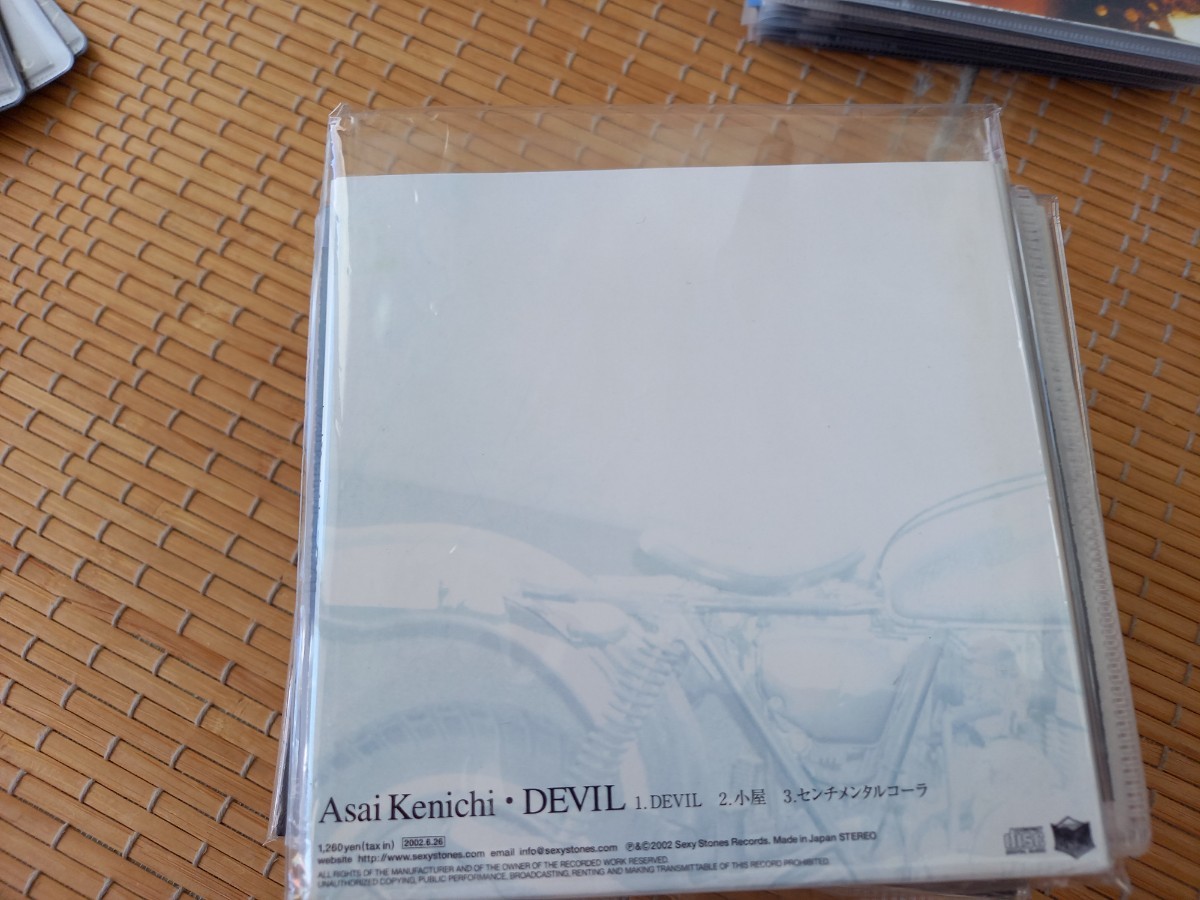 Asai Kenichi・DEVIL 1.DEVIL 2.小屋 3.センチメンタルコーラ
1,260yen(tax in) 2002.6.26
website http://www.sexystones.com email info@sexystones.com ℗&©2002 Sexy Stones Records. Made in Japan STEREO
ALL RIGHTS OF THE MANUFACTURER AND OF THE OWNER OF THE RECORDED WORK RESERVED.
UNAUTHORIZED COPYING, PUBLIC PERFORMANCE, BROADCASTING, RENTING AND MAKING TRANSMITTABLE OF THIS RECORD PROHIBITED.
disc